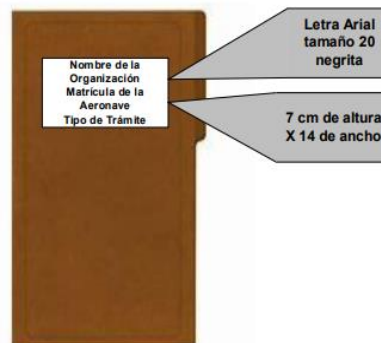 Nombre de la
Organización
Matrícula de la
Aeronave
Tipo de Trámite
Letra Arial
tamaño 20
negrita
7 cm de altura
X 14 de ancho